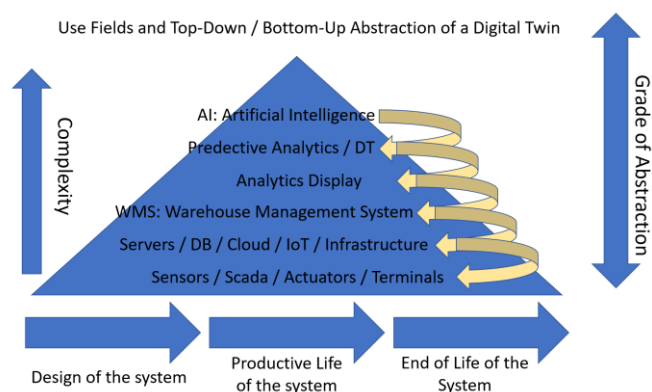 Use Fields and Top-Down / Bottom-Up Abstraction of a Digital Twin
Complexity
AI: Artificial Intelligence
Predective Analytics / DT
Analytics Display
WMS: Warehouse Management System
Servers / DB / Cloud / IoT / Infrastructure
Sensors / Scada / Actuators / Terminals
Grade of Abstraction
Design of the system
Productive Life
of the system
End of Life of the
System